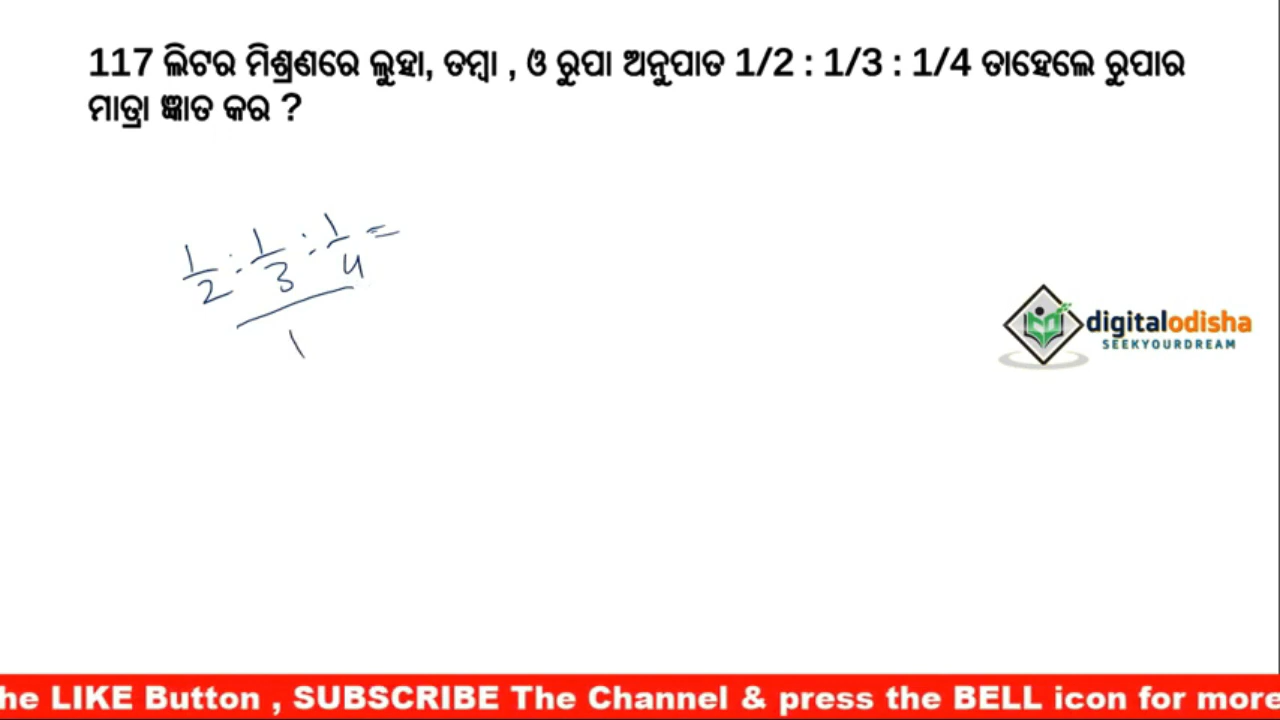 117 ଲିଟର ମିଶ୍ରଣରେ ଲୁହା, ତମ୍ବା , ଓ ରୁପା ଅନୁପାତ 1/2 : 1/3 : 1/4 ତାହେଲେ ରୁପାର
ମାତ୍ରା ଜ୍ଞାତ କର ?
1/2 : 1/3 : 1/4 =
1
digitalodisha
SEEKYOURDREAM
he LIKE Button , SUBSCRIBE The Channel & press the BELL icon for more